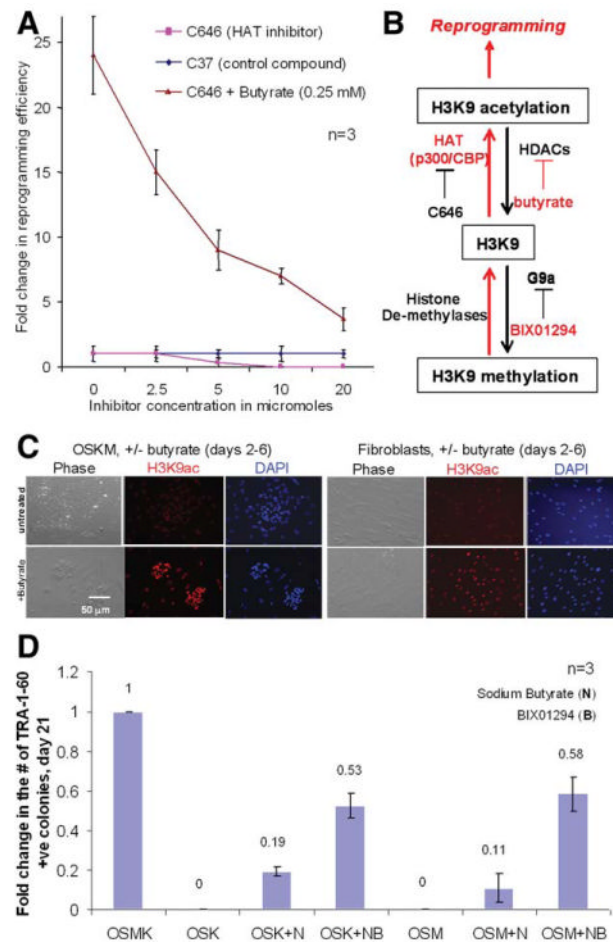 A
25
20
15
10
5
0
Fold change in reprogramming efficiency
C646 (HAT inhibitor)
C37 (control compound)
C646 + Butyrate (0.25 mM)
n=3
0 2.5 5 10 20
Inhibitor concentration in micromoles
B
Reprogramming
H3K9 acetylation
HAT
(p300/CBP)
HDACs
C646
butyrate
H3K9
G9a
Histone
De-methylases
BIX01294
H3K9 methylation
C
OSKM, +/- butyrate (days 2-6)
Fibroblasts, +/- butyrate (days 2-6)
Phase H3K9ac DAPI
Phase H3K9ac DAPI
untreated
+Butyrate
50 µm
D
Fold change in the # of TRA-1-60
+ve colonies, day 21
1.2
1
0.8
0.6
0.4
0.2
0
n=3
Sodium Butyrate (N)
BIX01294 (B)
1
0
0.19
0.53
0
0.11
0.58
OSMK OSK OSK+N OSK+NB OSM OSM+N OSM+NB